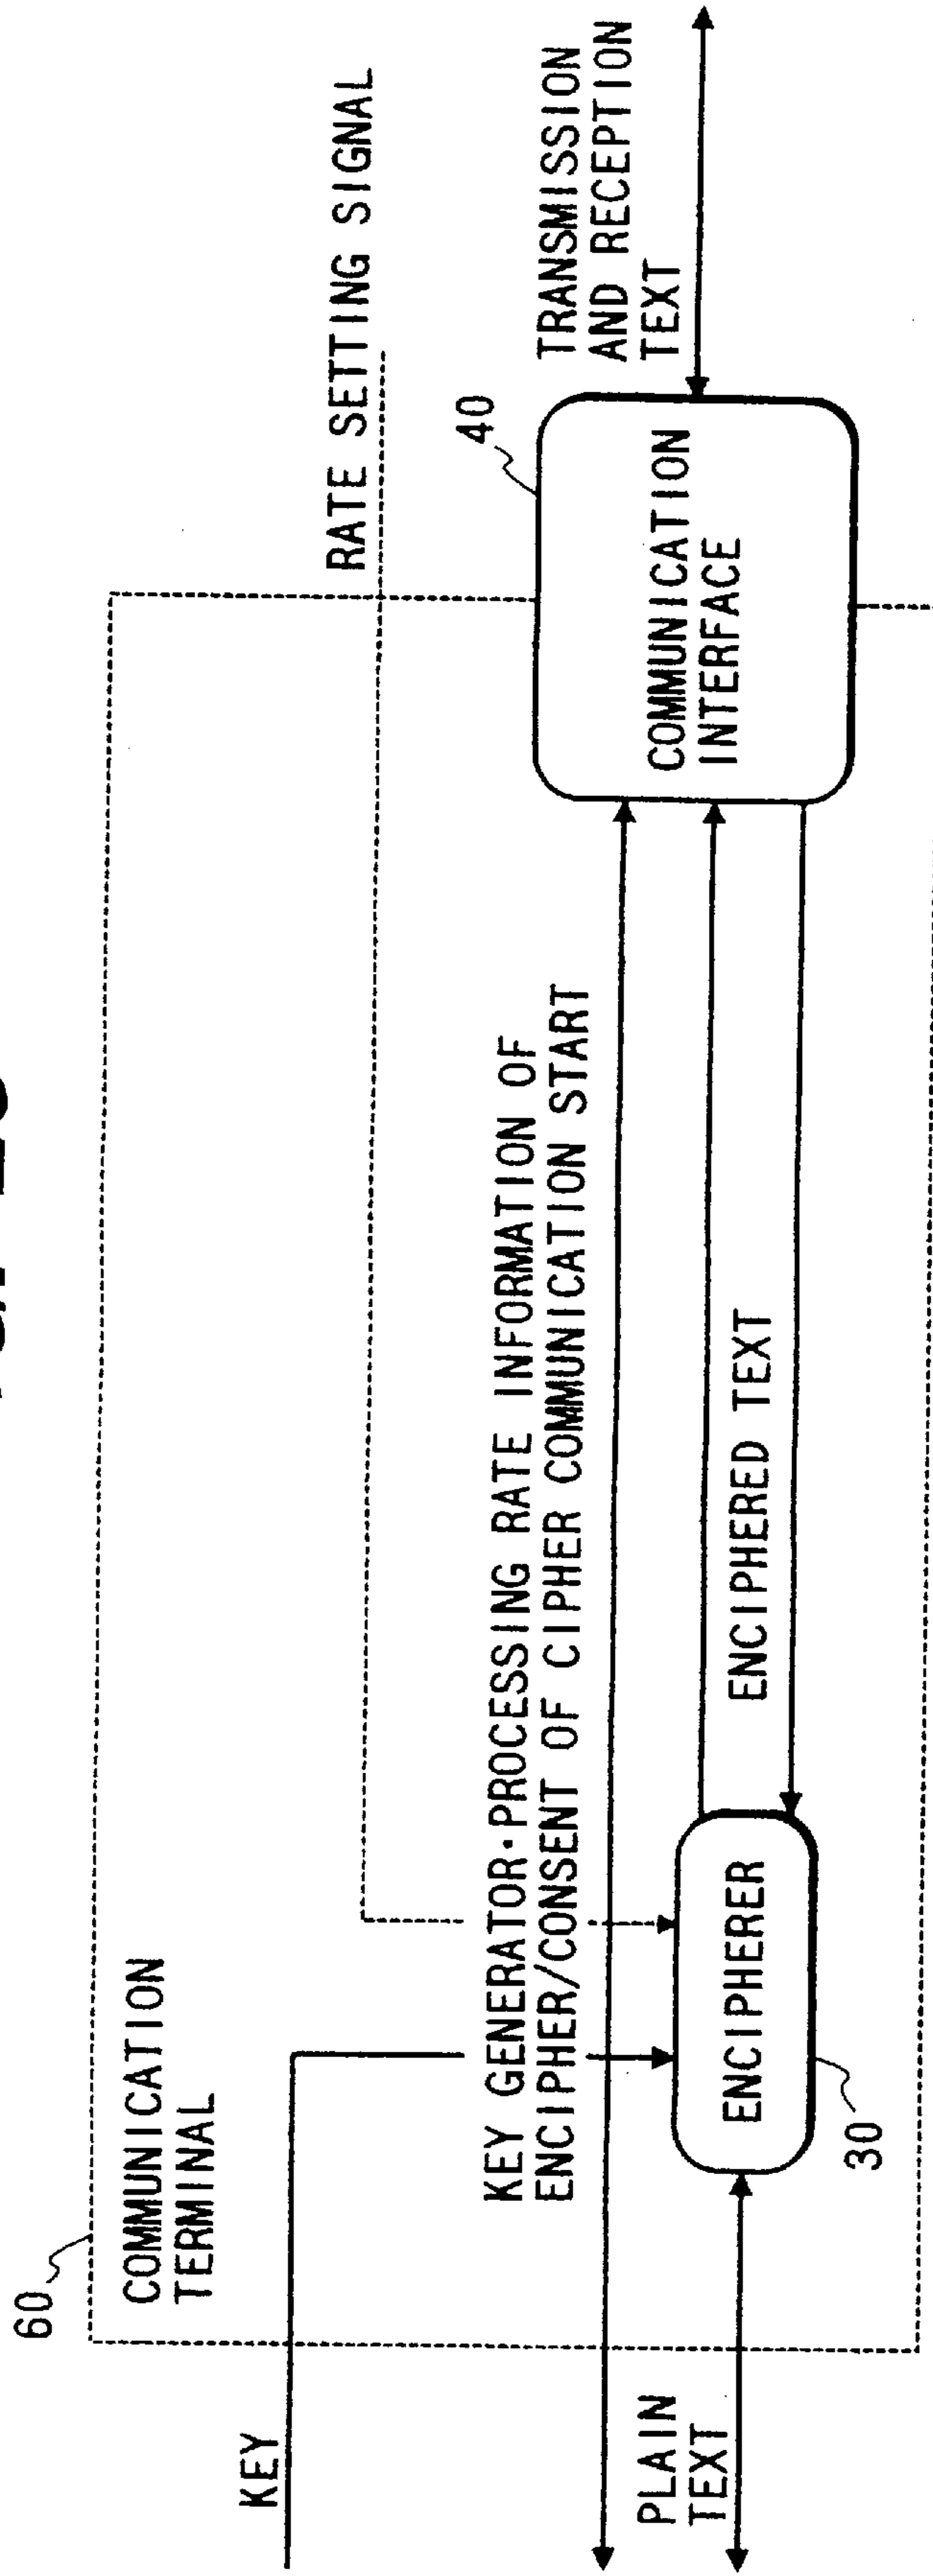 60
COMMUNICATION
TERMINAL
RATE SETTING SIGNAL
KEY
KEY GENERATOR·PROCESSING RATE INFORMATION OF
ENCIPHER/CONSENT OF CIPHER COMMUNICATION START
40
TRANSMISSION
AND RECEPTION
TEXT
COMMUNICATION
INTERFACE
PLAIN
TEXT
ENCIPHERER
ENCIPHERED TEXT
30